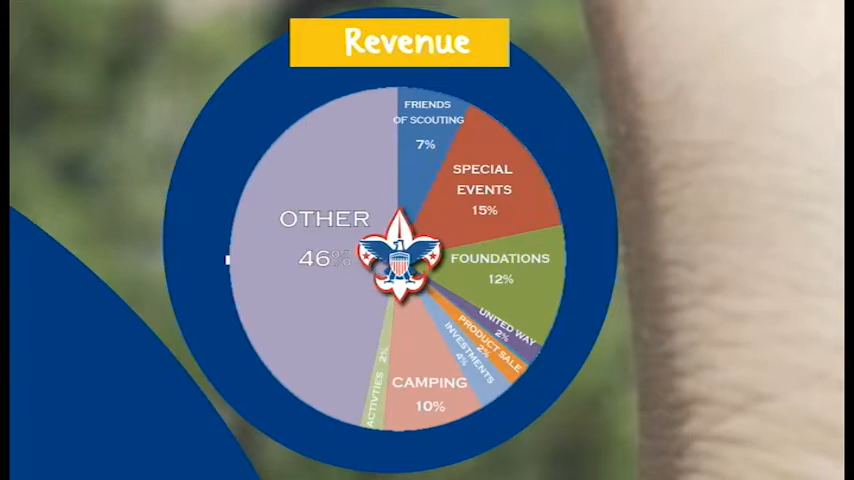 Revenue
FRIENDS
OF SCOUTING
7%
SPECIAL
EVENTS
15%
OTHER
46%
FOUNDATIONS
12%
UNITED WAY
2%
PRODUCT SALE
2%
INVESTMENTS
4%
CAMPING
10%
ACTIVTIES 2%